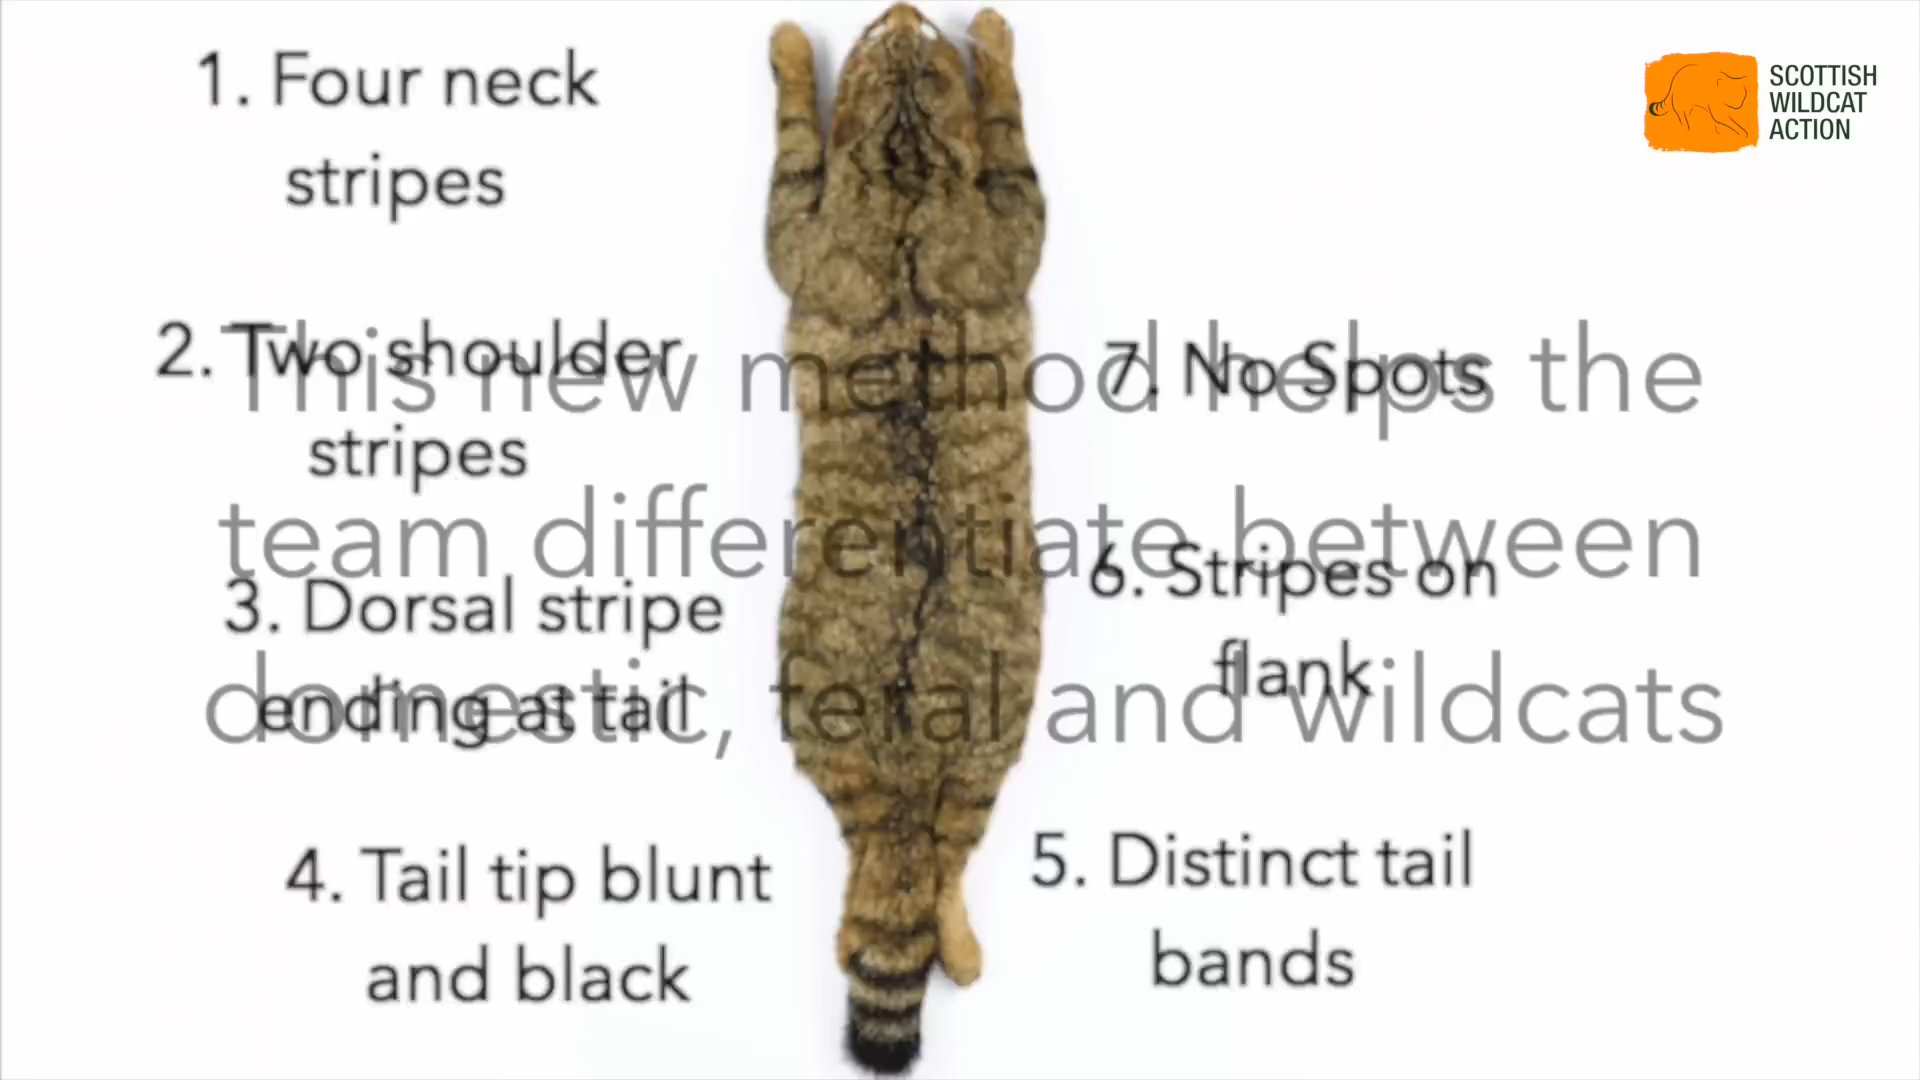 1. Four neck
stripes
2. Two shoulder
stripes
3. Dorsal stripe
ending at tail
4. Tail tip blunt
and black
7. No Spots
6. Stripes on
flank
5. Distinct tail
bands
This new method helps the
team differentiate between
domestic, feral and wildcats
SCOTTISH
WILDCAT
ACTION